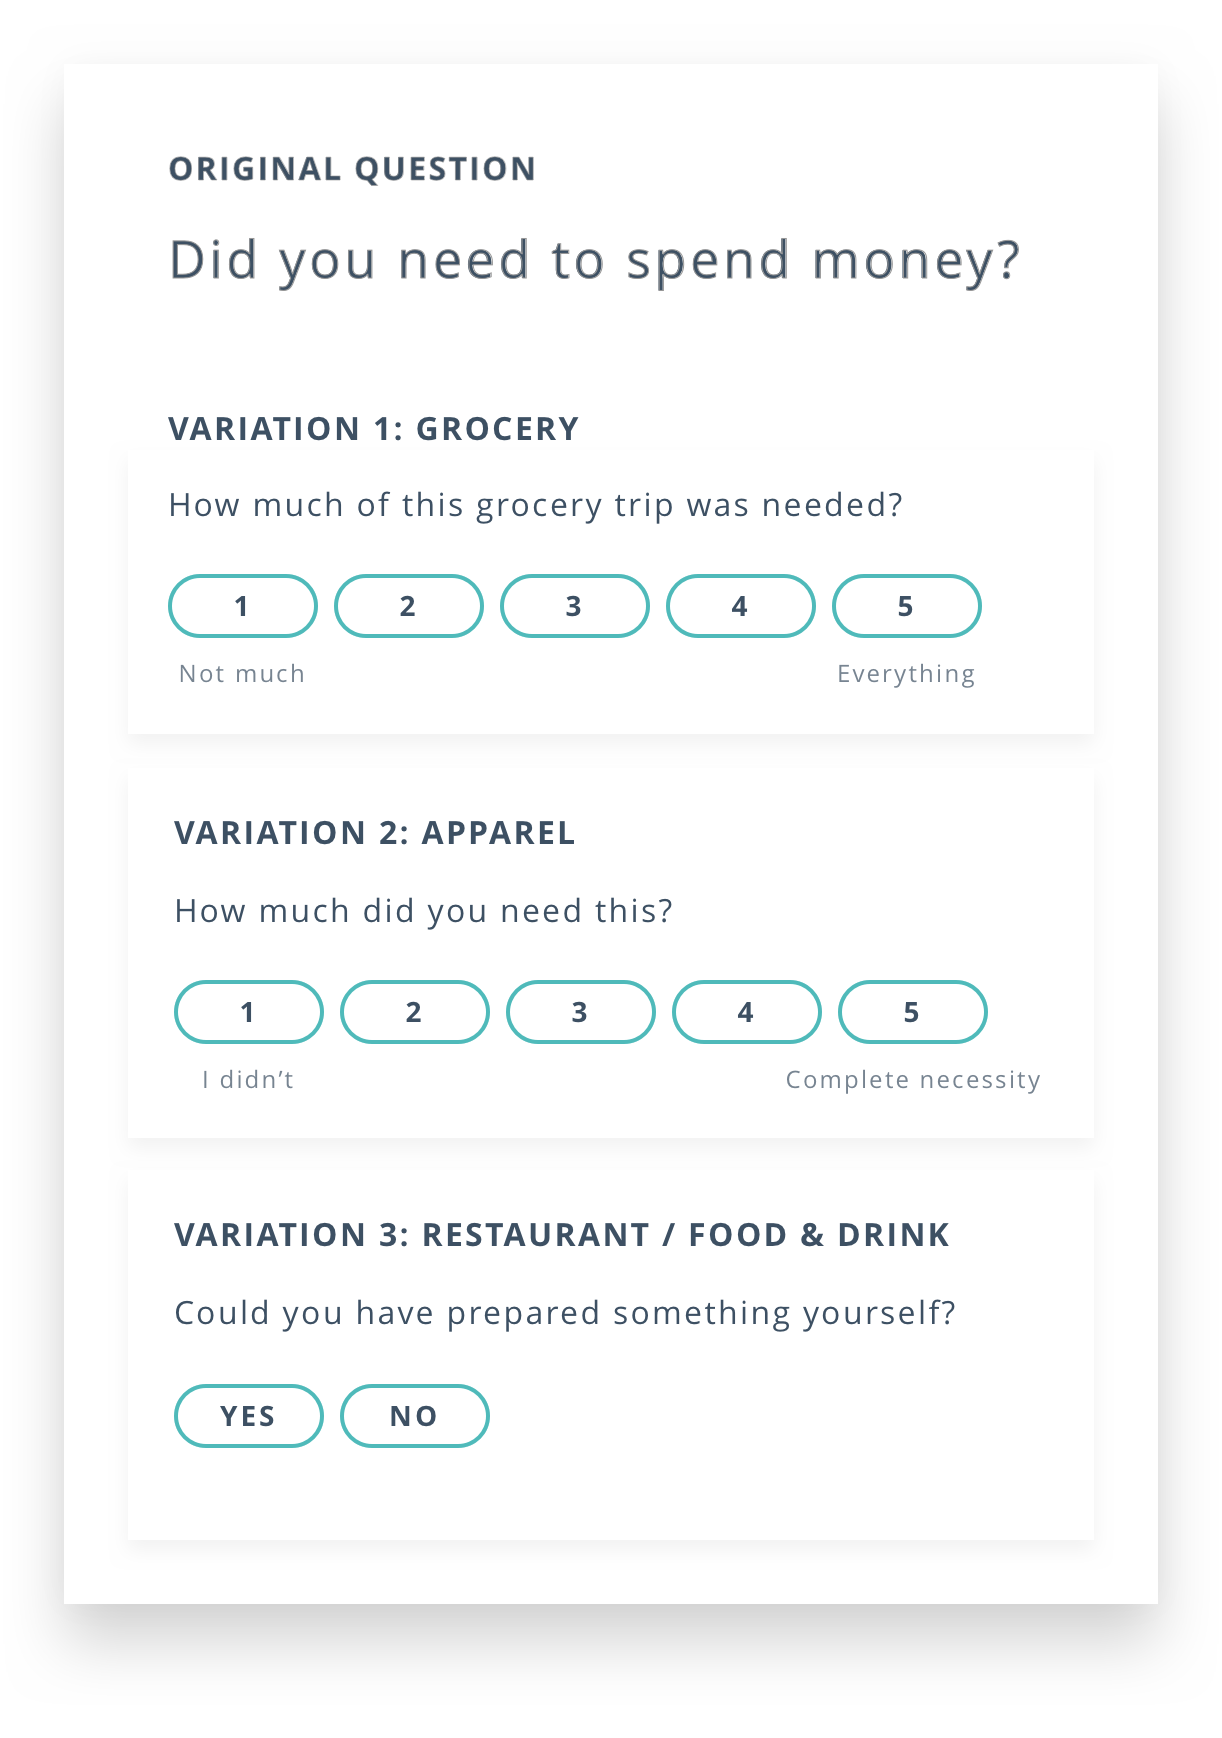 ORIGINAL QUESTION
Did you need to spend money?
VARIATION 1: GROCERY
How much of this grocery trip was needed?
1 2 3 4 5
Not much Everything
VARIATION 2: APPAREL
How much did you need this?
1 2 3 4 5
I didn’t Complete necessity
VARIATION 3: RESTAURANT / FOOD & DRINK
Could you have prepared something yourself?
YES NO